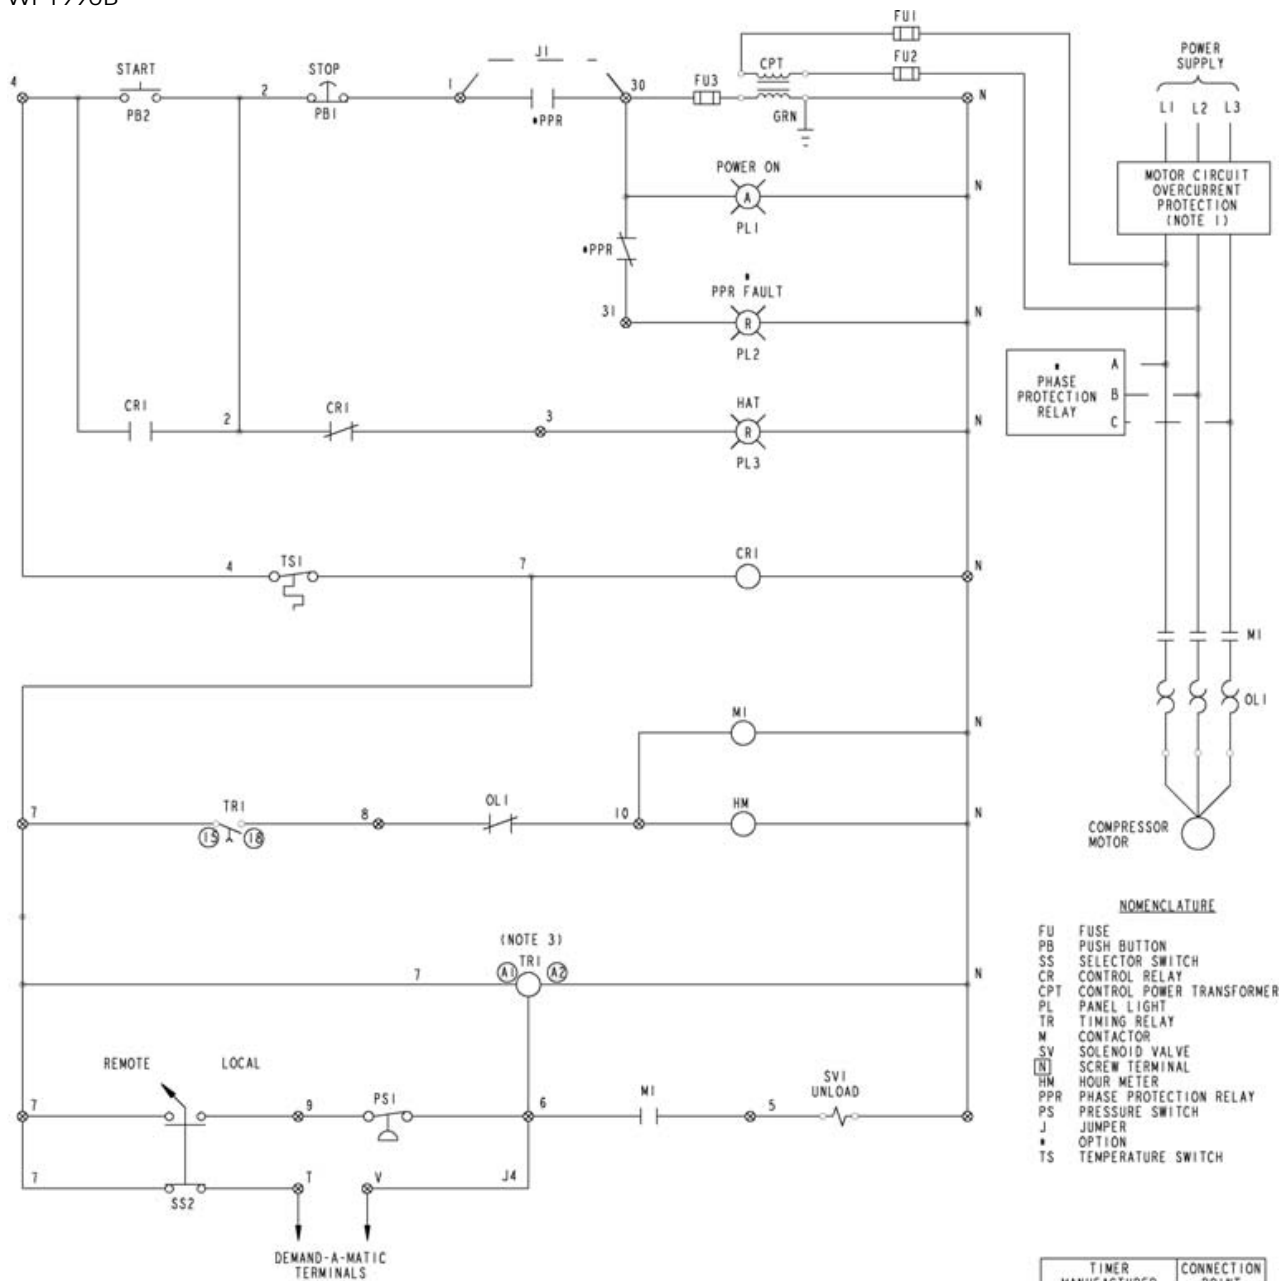 FU1
POWER
SUPPLY
4
START
STOP
J1
CPT
FU2
2
1
30
FU3
N
L1 L2 L3
PB2
PB1
*PPR
GRN
MOTOR CIRCUIT
OVERCURRENT
PROTECTION
(NOTE 1)
POWER ON
A
N
PL1
*PPR
*
PPR FAULT
31
R
N
PL2
*
PHASE
PROTECTION
RELAY
A
B
C
CR1
2
CR1
3
HAT
R
N
PL3
4
TS1
7
CR1
N
M1
OL1
M1
N
7
TR1
15
18
8
OL1
10
HM
N
COMPRESSOR
MOTOR
NOMENCLATURE
FU FUSE
PB PUSH BUTTON
SS SELECTOR SWITCH
CR CONTROL RELAY
CPT CONTROL POWER TRANSFORMER
PL PANEL LIGHT
TR TIMING RELAY
M CONTACTOR
SV SOLENOID VALVE
N SCREW TERMINAL
HM HOUR METER
PPR PHASE PROTECTION RELAY
PS PRESSURE SWITCH
J JUMPER
* OPTION
TS TEMPERATURE SWITCH
(NOTE 3)
7
A1
TR1
A2
N
REMOTE
LOCAL
7
9
PS1
6
M1
5
SV1
UNLOAD
7
SS2
T
V
J4
DEMAND-A-MATIC
TERMINALS
TIMER
CONNECTION